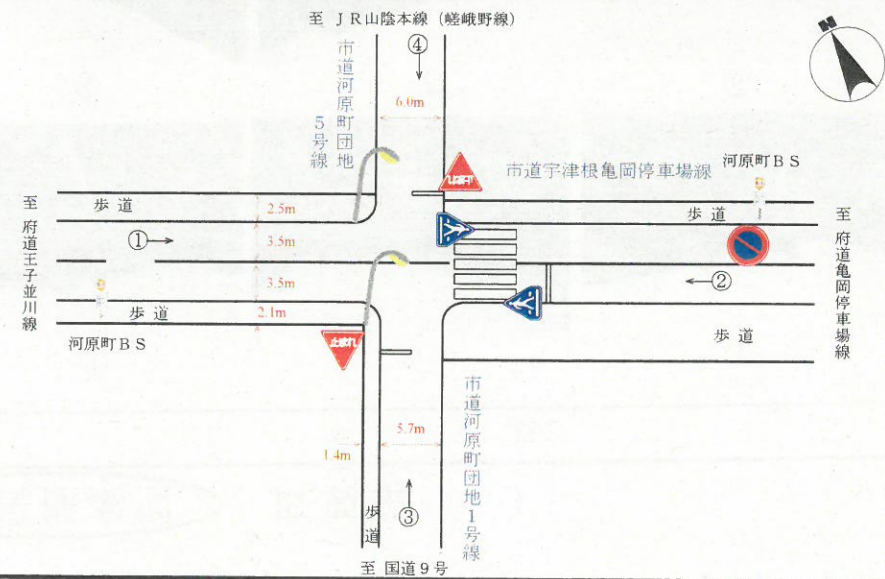 至 JR山陰本線（嵯峨野線）
④
市道河原町団地
5号線
6.0m
止まれ
市道宇津根亀岡停車場線
河原町BS
至 府道王子並川線
歩道
2.5m
歩道
至 府道亀岡停車場線
①
3.5m
3.5m
②
歩道
2.1m
河原町BS
止まれ
歩道
市道河原町団地1号線
5.7m
1.4m
歩道
③
至 国道9号